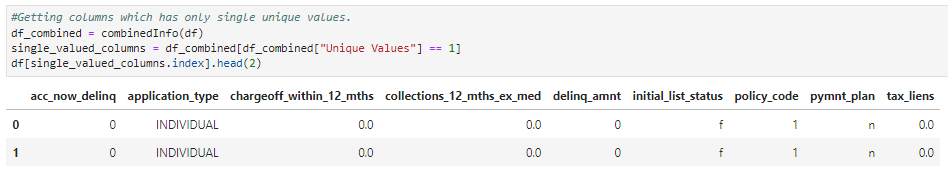 #Getting columns which has only single unique values.
df_combined = combinedInfo(df)
single_valued_columns = df_combined[df_combined["Unique Values"] == 1]
df[single_valued_columns.index].head(2)
acc_now_delinq application_type chargeoff_within_12_mths collections_12_mths_ex_med delinq_amnt initial_list_status policy_code pymnt_plan tax_liens
0 0 INDIVIDUAL 0.0 0.0 0 f 1 n 0.0
1 0 INDIVIDUAL 0.0 0.0 0 f 1 n 0.0